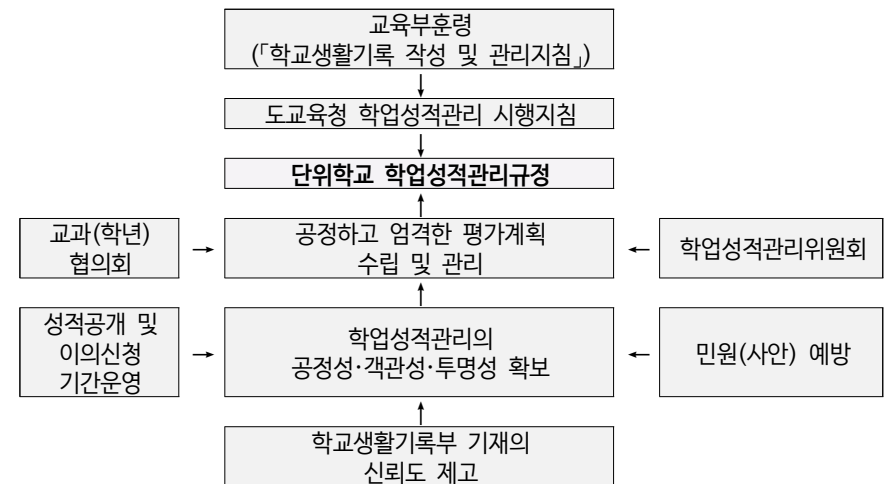 교육부훈령
(「학교생활기록 작성 및 관리지침」)
도교육청 학업성적관리 시행지침
단위학교 학업성적관리규정
교과(학년)
협의회
공정하고 엄격한 평가계획
수립 및 관리
학업성적관리위원회
성적공개 및
이의신청
기간운영
학업성적관리의
공정성·객관성·투명성 확보
민원(사안) 예방
학교생활기록부 기재의
신뢰도 제고